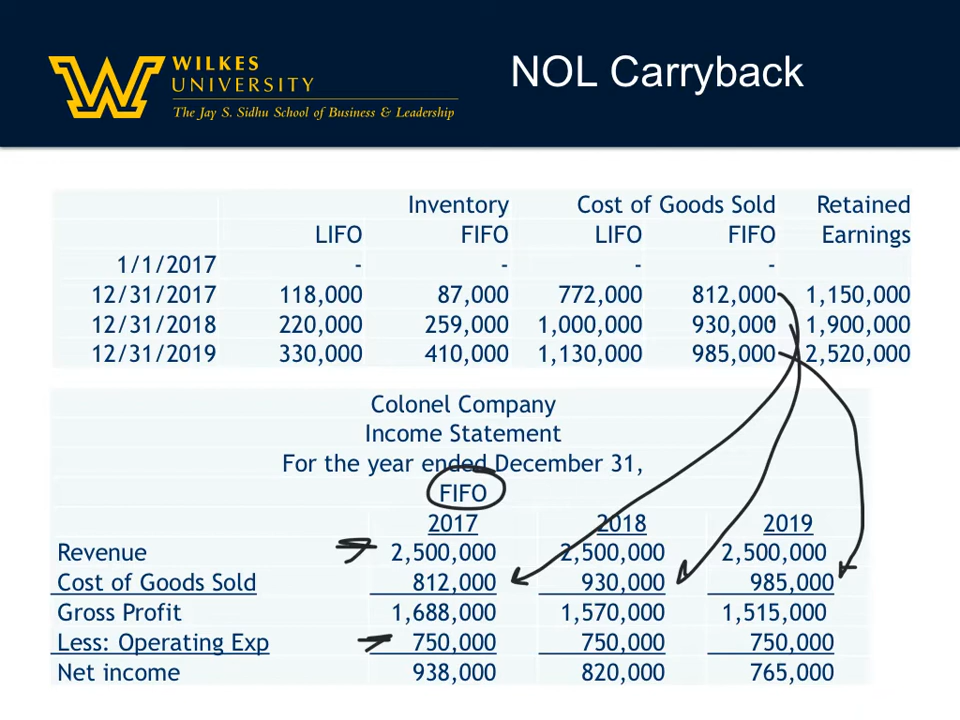 WILKES
UNIVERSITY
The Jay S. Sidhu School of Business & Leadership
NOL Carryback
Inventory Cost of Goods Sold Retained
LIFO FIFO LIFO FIFO Earnings
1/1/2017 - - - -
12/31/2017 118,000 87,000 772,000 812,000 1,150,000
12/31/2018 220,000 259,000 1,000,000 930,000 1,900,000
12/31/2019 330,000 410,000 1,130,000 985,000 2,520,000
Colonel Company
Income Statement
For the year ended December 31,
FIFO
2017 2018 2019
Revenue 2,500,000 2,500,000 2,500,000
Cost of Goods Sold 812,000 930,000 985,000
Gross Profit 1,688,000 1,570,000 1,515,000
Less: Operating Exp 750,000 750,000 750,000
Net income 938,000 820,000 765,000